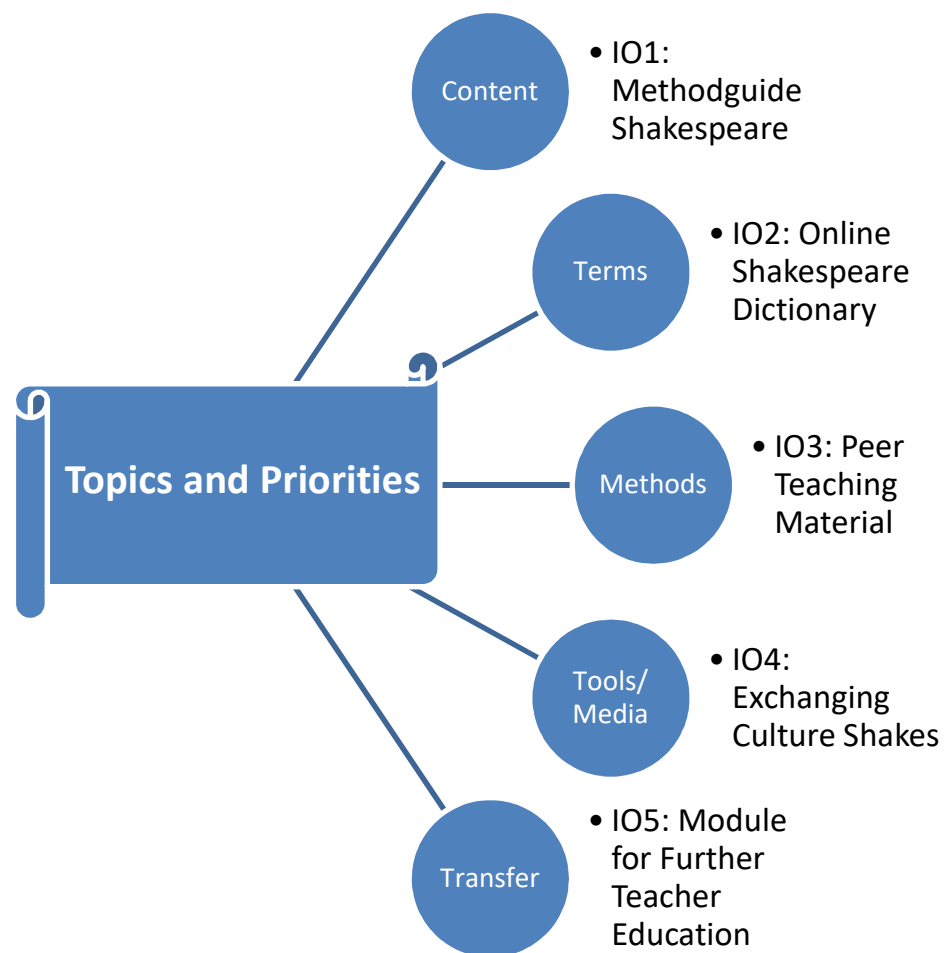 Content
• IO1:
Methodguide
Shakespeare
Terms
• IO2: Online
Shakespeare
Dictionary
Topics and Priorities
Methods
• IO3: Peer
Teaching
Material
Tools/
Media
• IO4:
Exchanging
Culture Shakes
Transfer
• IO5: Module
for Further
Teacher
Education